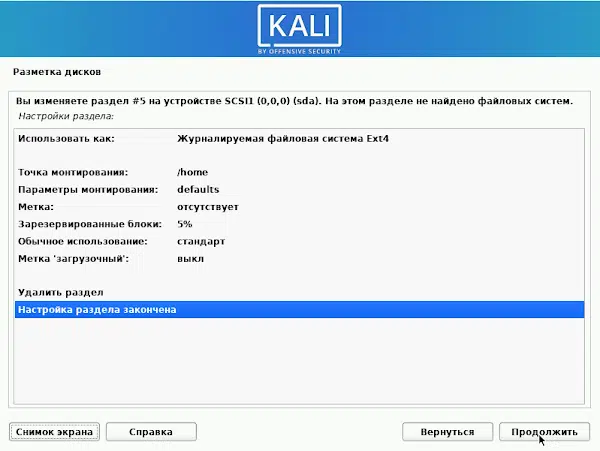 KALI
BY OFFENSIVE SECURITY
Разметка дисков
Вы изменяете раздел #5 на устройстве SCSI1 (0,0,0) (sda). На этом разделе не найдено файловых систем.
Настройки раздела:
Использовать как: Журналируемая файловая система Ext4
Точка монтирования: /home
Параметры монтирования: defaults
Метка: отсутствует
Зарезервированные блоки: 5%
Обычное использование: стандарт
Метка 'загрузочный': выкл
Удалить раздел
Настройка раздела закончена
Снимок экрана Справка Вернуться Продолжить